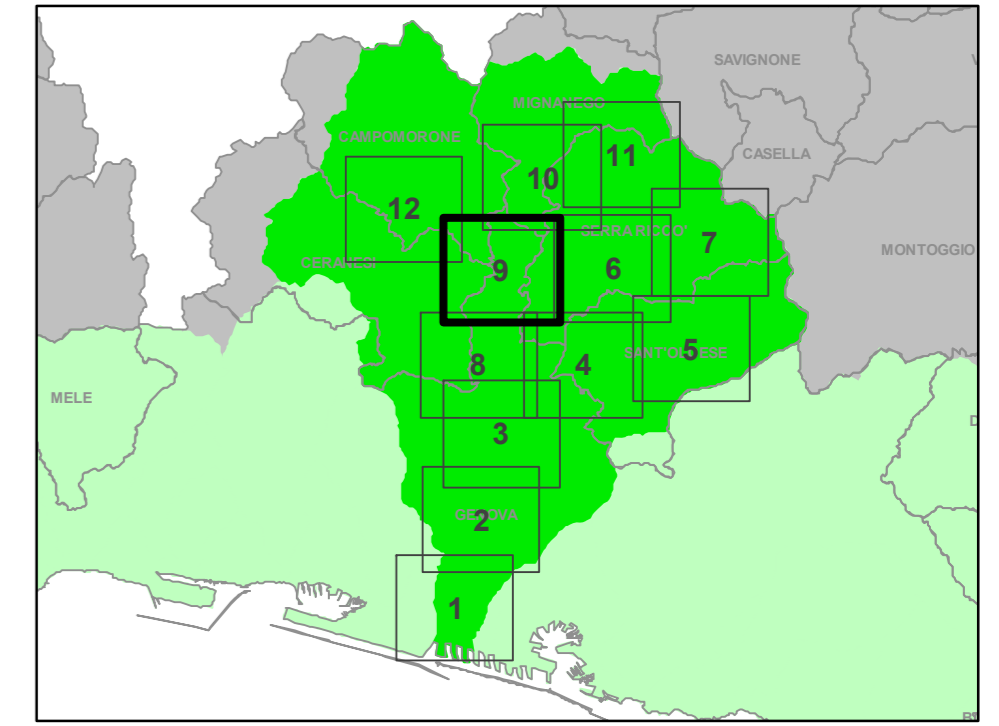 SAVIGNONE
MIGNANEGO
CAMPOMORONE
11
CASELLA
10
12
SERRA RICCO'
7
MONTOGGIO
CERANESI
9
6
SANT'OLCESE
5
8
4
MELE
3
GENOVA
2
1